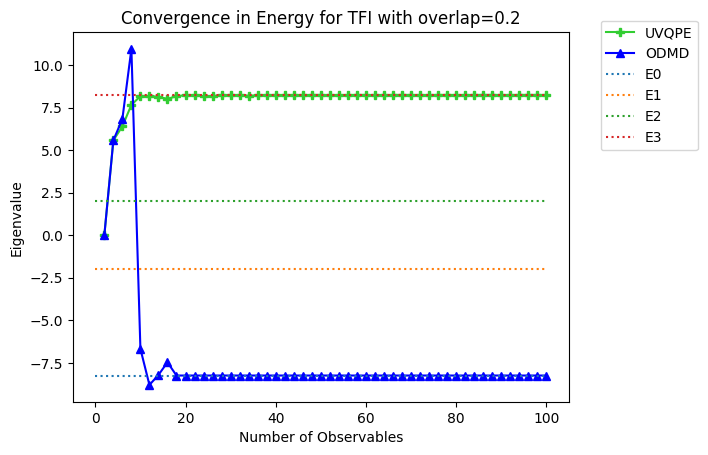 Convergence in Energy for TFI with overlap=0.2
UVQPE
ODMD
E0
E1
E2
E3
10.0
7.5
5.0
2.5
0.0
−2.5
−5.0
−7.5
Eigenvalue
0
20
40
60
80
100
Number of Observables